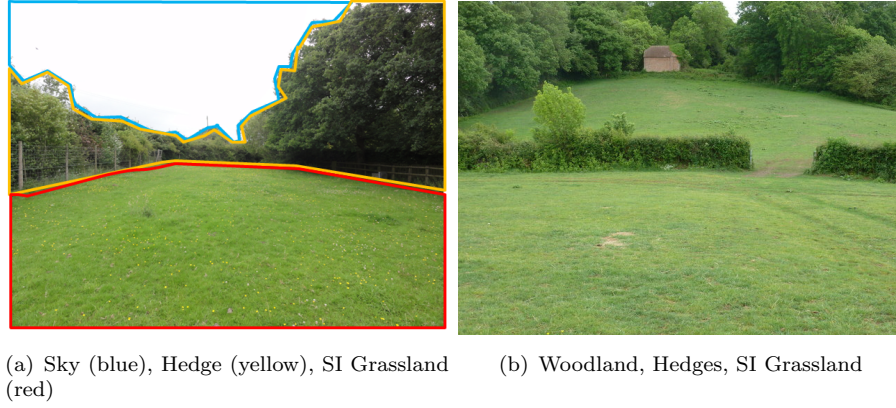 (a) Sky (blue), Hedge (yellow), SI Grassland
(red)
(b) Woodland, Hedges, SI Grassland